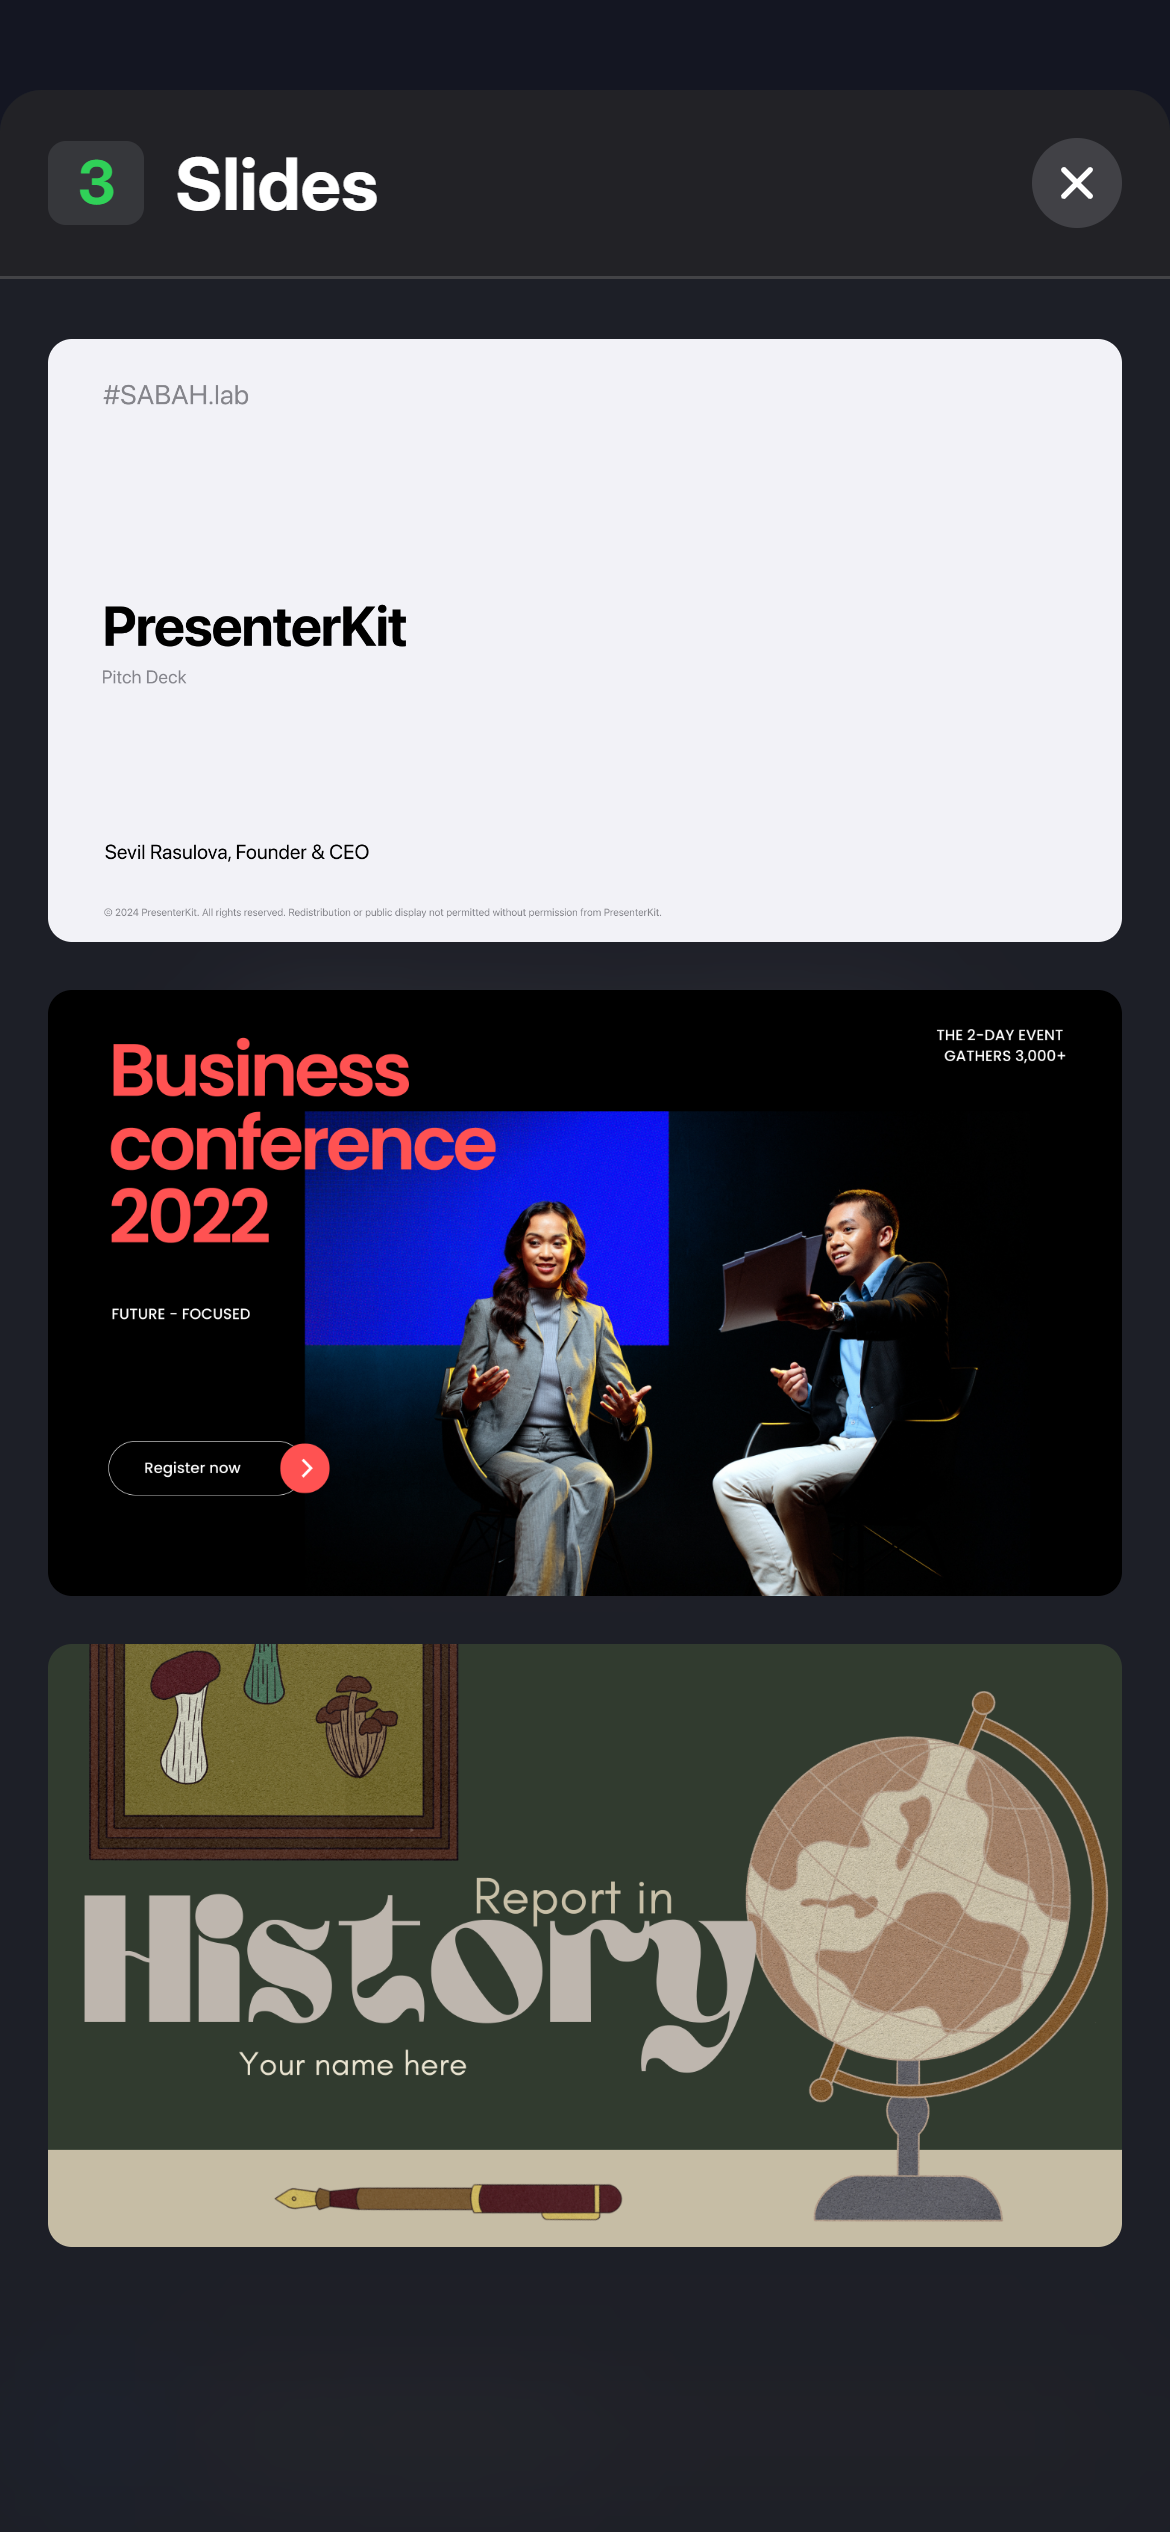 3 Slides
#SABAH.lab
PresenterKit
Pitch Deck
Sevil Rasulova, Founder & CEO
© 2024 PresenterKit. All rights reserved. Redistribution or public display not permitted without permission from PresenterKit.
THE 2-DAY EVENT
GATHERS 3,000+
Business
conference
2022
FUTURE - FOCUSED
Register now
Report in
History
Your name here